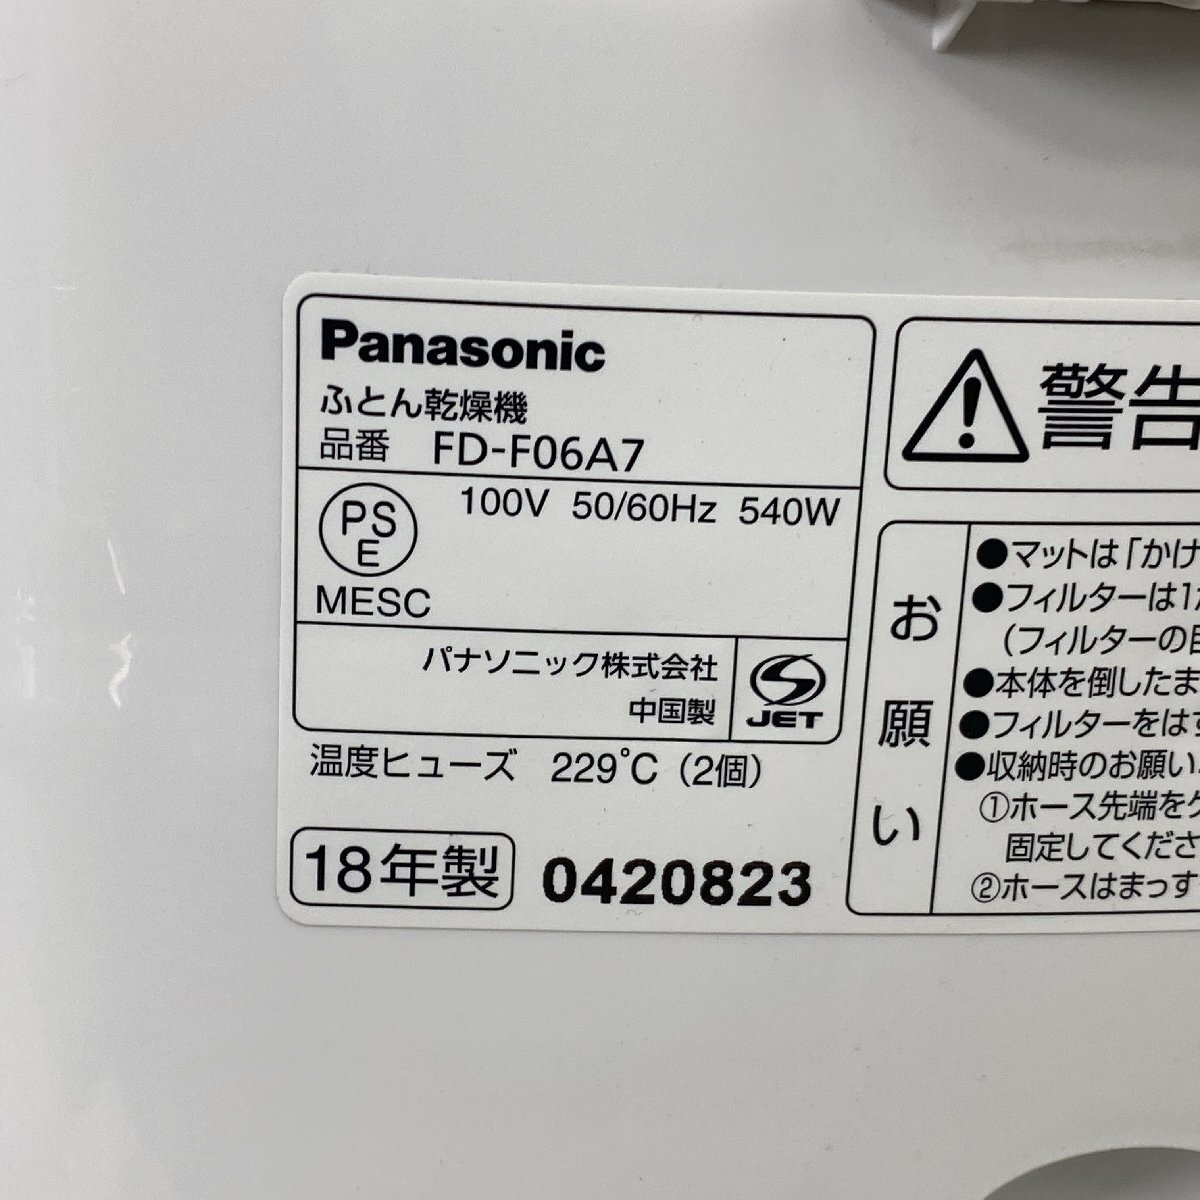 Panasonic
ふとん乾燥機
品番 FD-F06A7
PS
E
100V 50/60Hz 540W
MESC
パナソニック株式会社
中国製
JET
温度ヒューズ 229℃ (2個)
18年製 0420823
警告
お願い
●マットは「かけ
●フィルターは1
(フィルターの
●本体を倒したま
●フィルターをは
●収納時のお願い
①ホース先端を
固定してくださ
②ホースはまっす